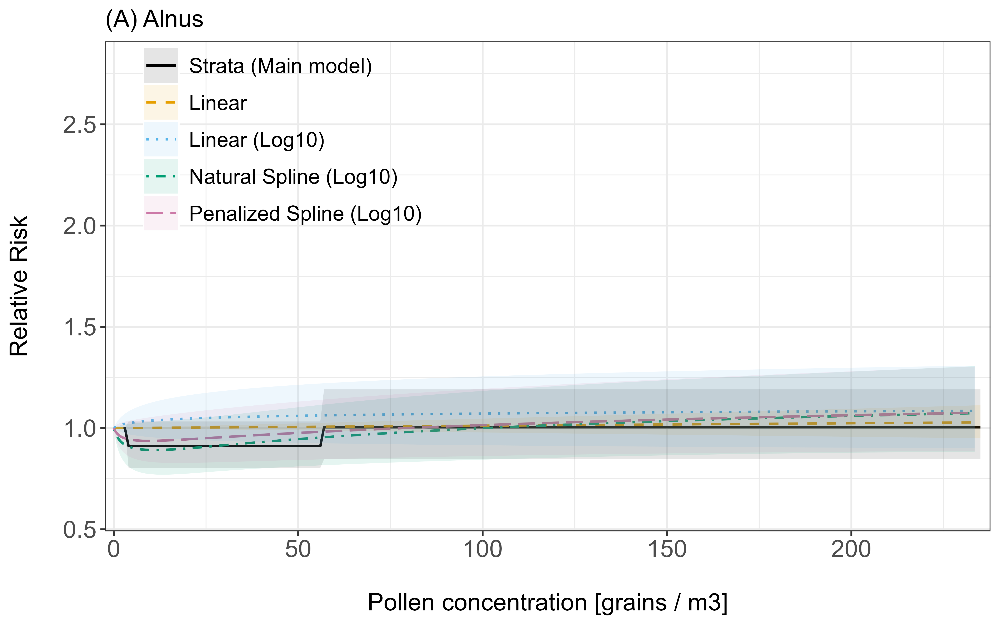 (A) Alnus
Strata (Main model)
Linear
Linear (Log10)
Natural Spline (Log10)
Penalized Spline (Log10)
Relative Risk
2.5
2.0
1.5
1.0
0.5
0 50 100 150 200
Pollen concentration [grains / m3]